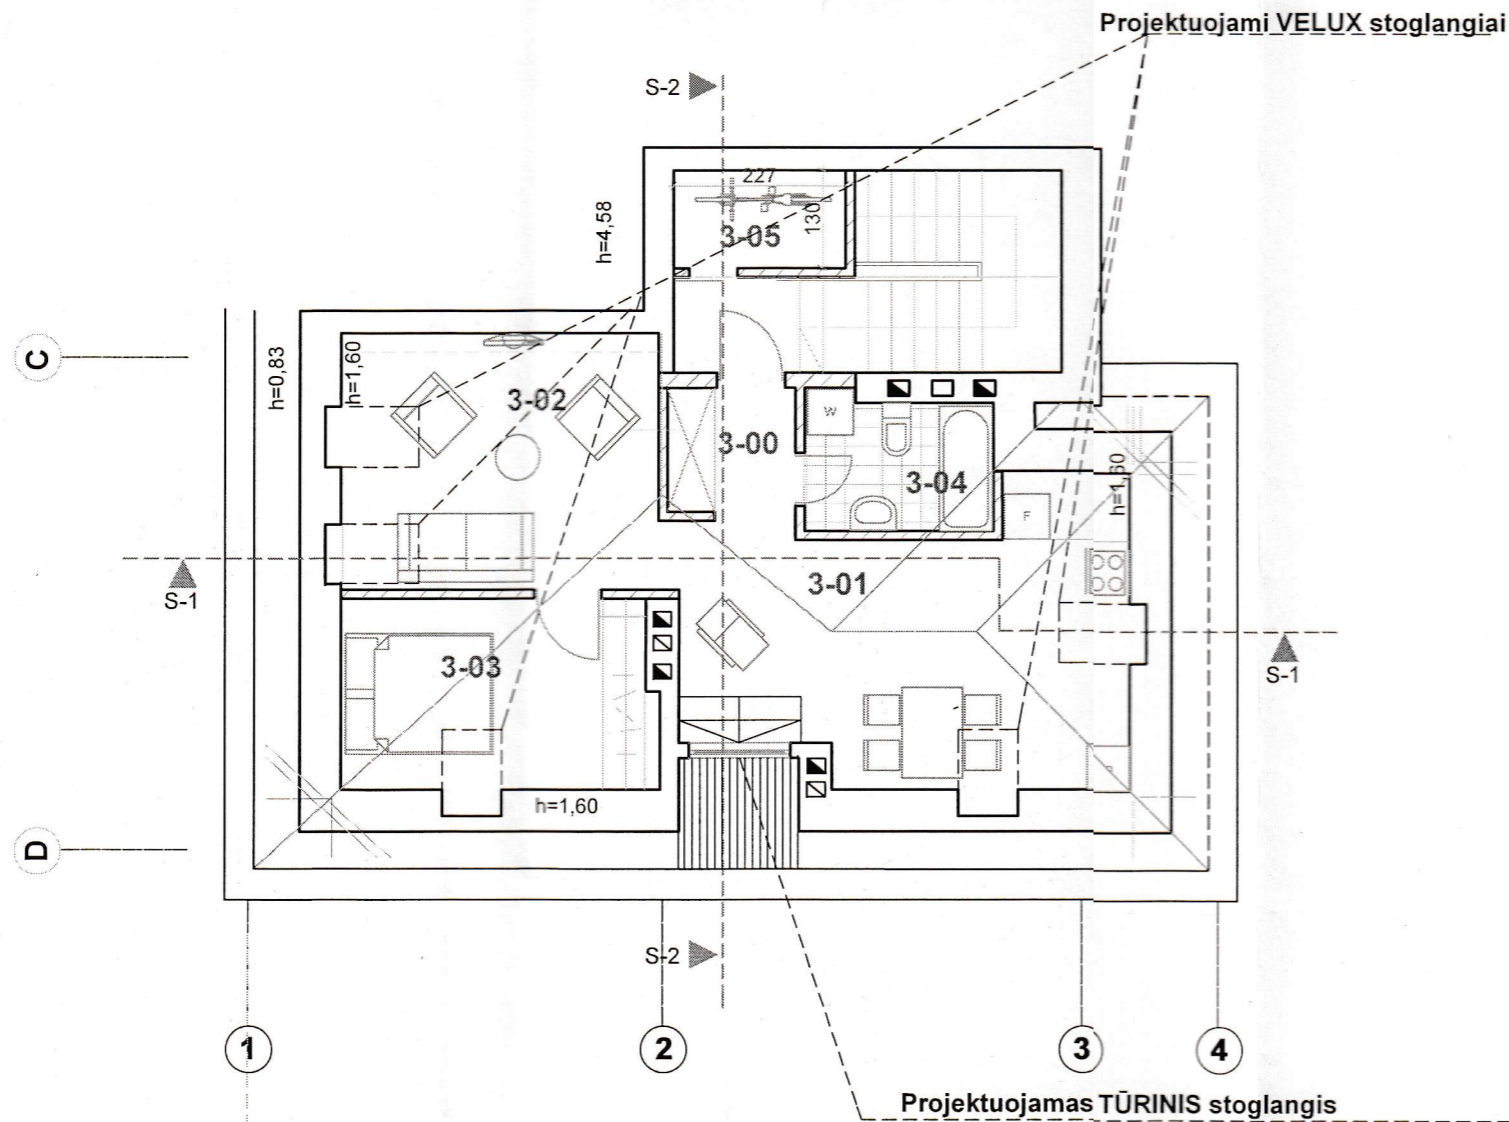 Projektuojami VELUX stoglangiai
S-2
227
130
3-05
h=4,58
C
h=0,83
h=1,60
3-02
3-00
W
3-04
h=1,60
F
3-01
S-1
3-03
S-1
h=1,60
D
S-2
1
2
3
4
Projektuojamas TŪRINIS stoglangis